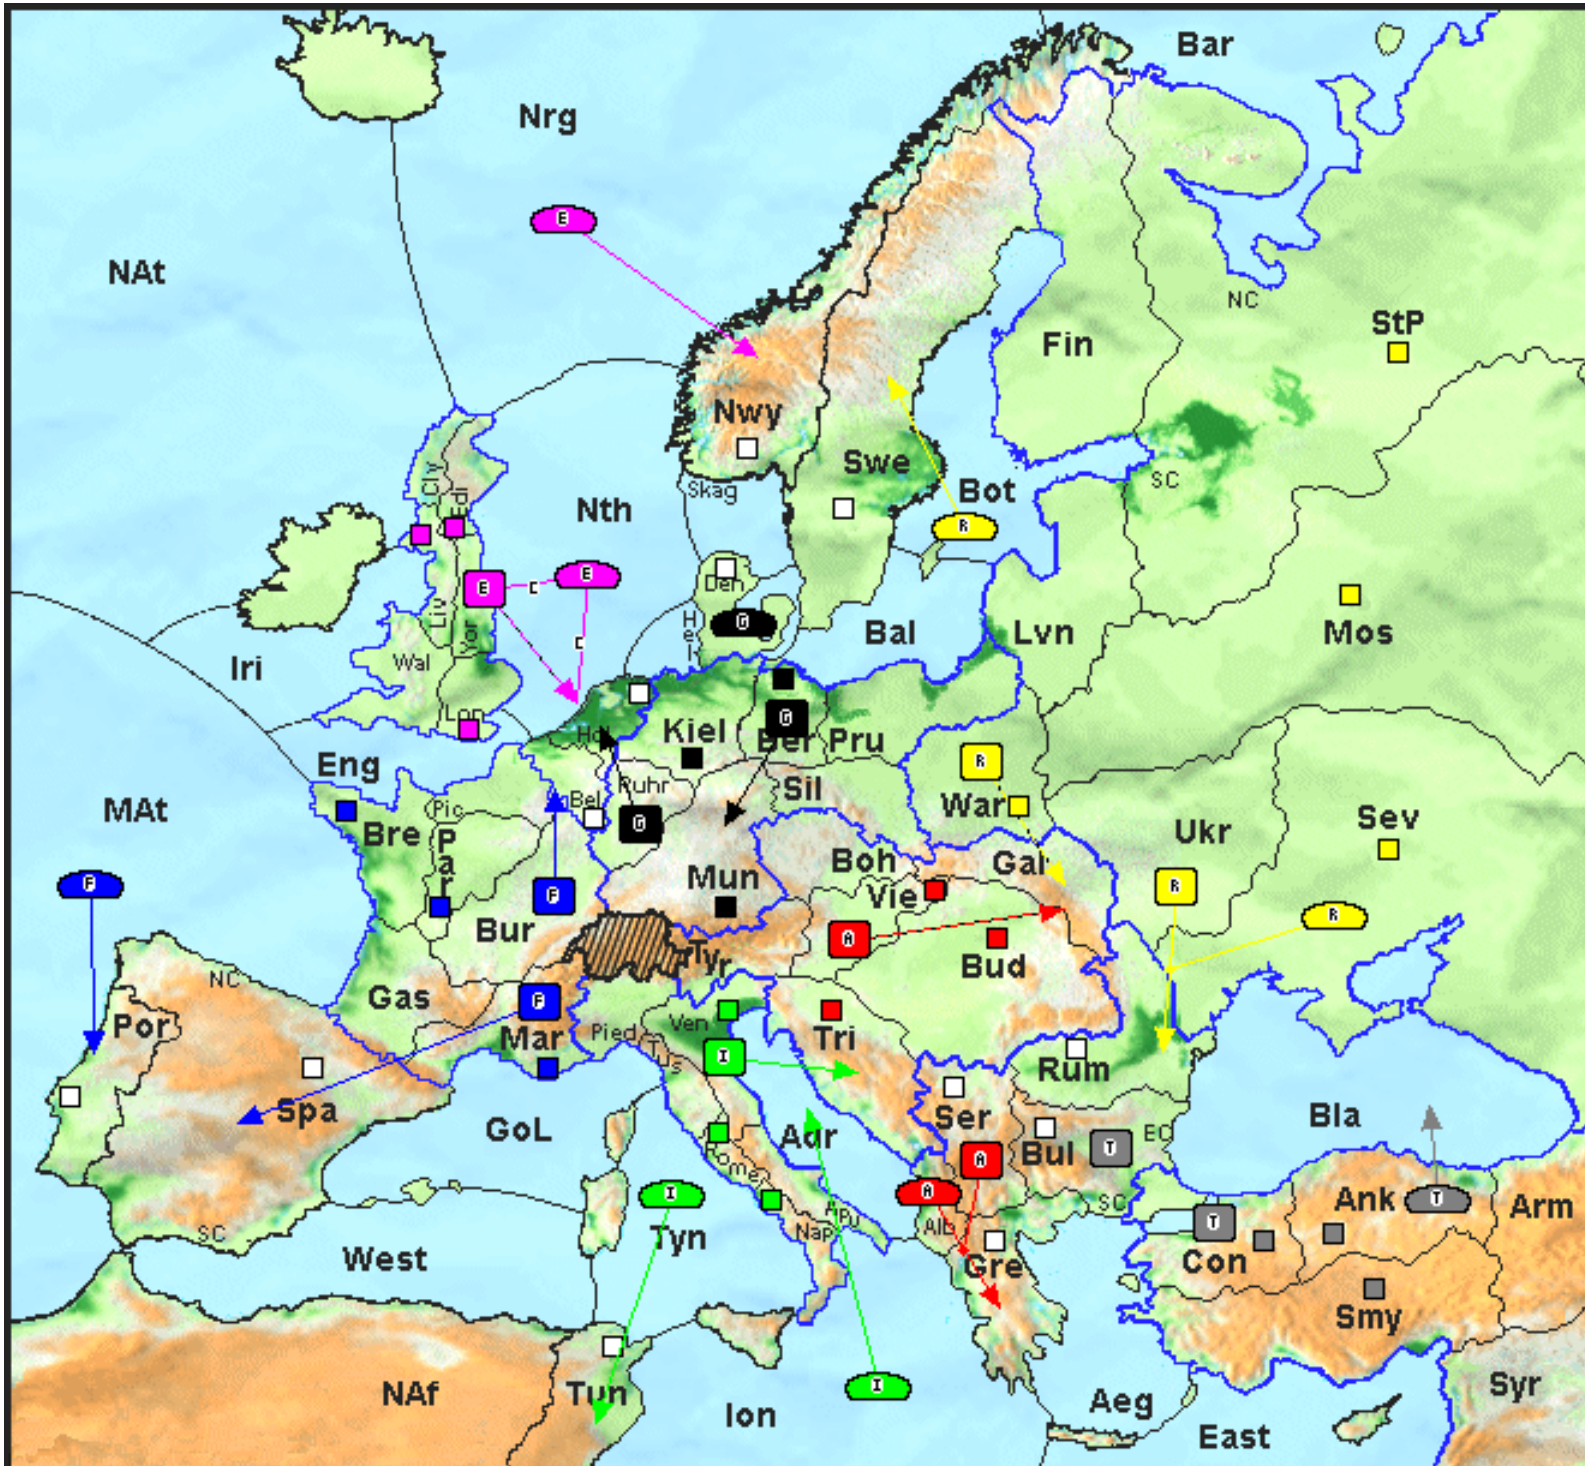 Bar
Nrg
E
NAt
NC
StP
Fin
Nwy
Swe
Skag
Bot
SC
Cly
Edi
Nth
R
E
C
E
C
Den
Hel
G
Liv
Yor
Wal
Iri
Bal
Lvn
Mos
Lon
Hol
Kiel
G
Ber
Pru
Eng
Ruhr
Sil
R
War
MAt
Pic
Bel
Bre
Par
G
Ukr
Sev
Boh
Gal
F
Mun
Vie
F
R
R
Bur
Tyr
A
Bud
NC
Gas
F
Por
Mar
Ven
Tri
Pied
Tus
I
Rum
Spa
Ser
GoL
Adr
Bul
EC
T
Bla
Rome
A
A
I
Apu
Nap
Alb
SC
T
Ank
T
Arm
SC
Tyn
West
Gre
Con
Smy
NAf
Tun
I
Ion
Aeg
East
Syr